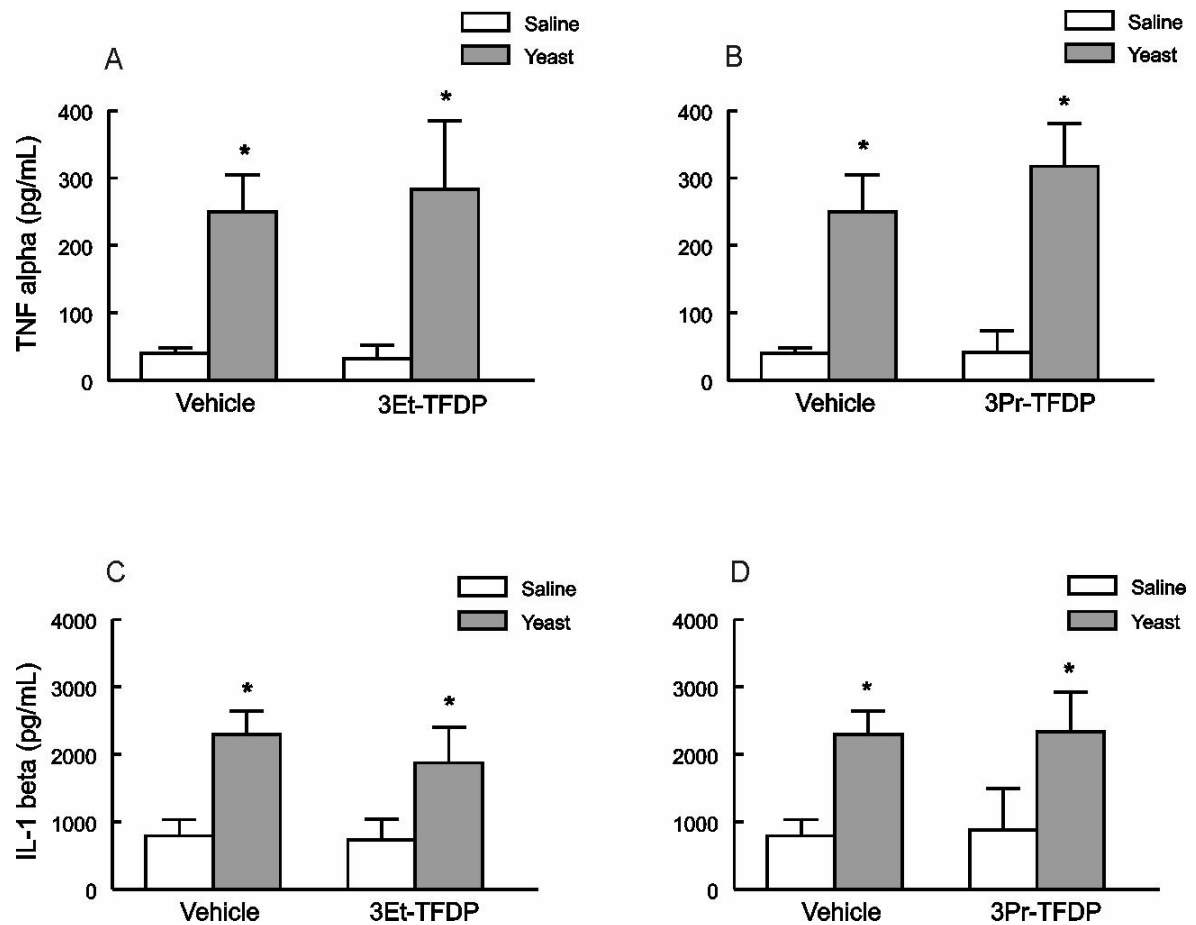 A
Saline
Yeast
TNF alpha (pg/mL)
400
*
*
300
200
100
0
Vehicle
3Et-TFDP
B
Saline
Yeast
400
*
*
300
200
100
0
Vehicle
3Pr-TFDP
C
Saline
Yeast
IL-1 beta (pg/mL)
4000
3000
*
*
2000
1000
0
Vehicle
3Et-TFDP
D
Saline
Yeast
4000
3000
*
*
2000
1000
0
Vehicle
3Pr-TFDP